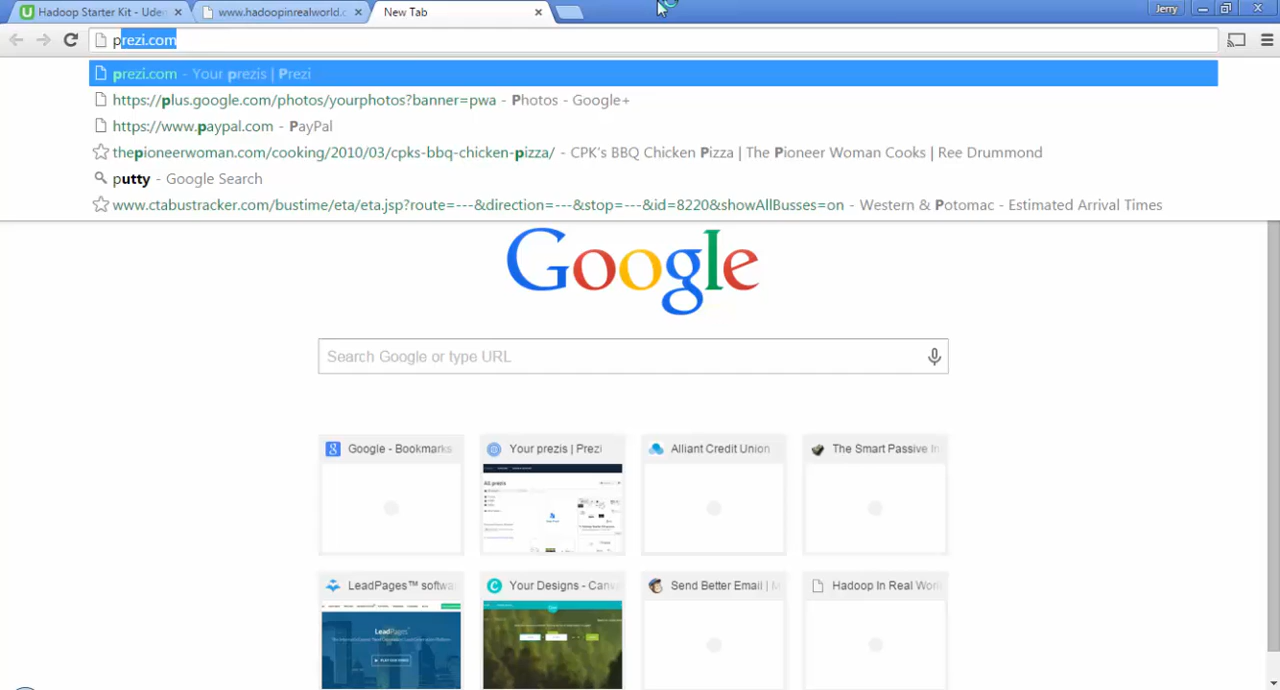 Hadoop Starter Kit - Ude
www.hadoopinrealworld.c
New Tab
Jerry
prezi.com
prezi.com - Your prezis | Prezi
https://plus.google.com/photos/yourphotos?banner=pwa - Photos - Google+
https://www.paypal.com - PayPal
thepioneerwoman.com/cooking/2010/03/cpks-bbq-chicken-pizza/ - CPK's BBQ Chicken Pizza | The Pioneer Woman Cooks | Ree Drummond
putty - Google Search
www.ctabustracker.com/bustime/eta/eta.jsp?route=---&direction=---&stop=---&id=8220&showAllBusses=on - Western & Potomac - Estimated Arrival Times
Google
Search Google or type URL
Google - Bookmarks
Your prezis | Prezi
Alliant Credit Union
The Smart Passive In
All prezis
LeadPages™ softwa
Your Designs - Canv
Send Better Email | M
Hadoop In Real Worl
LeadPages